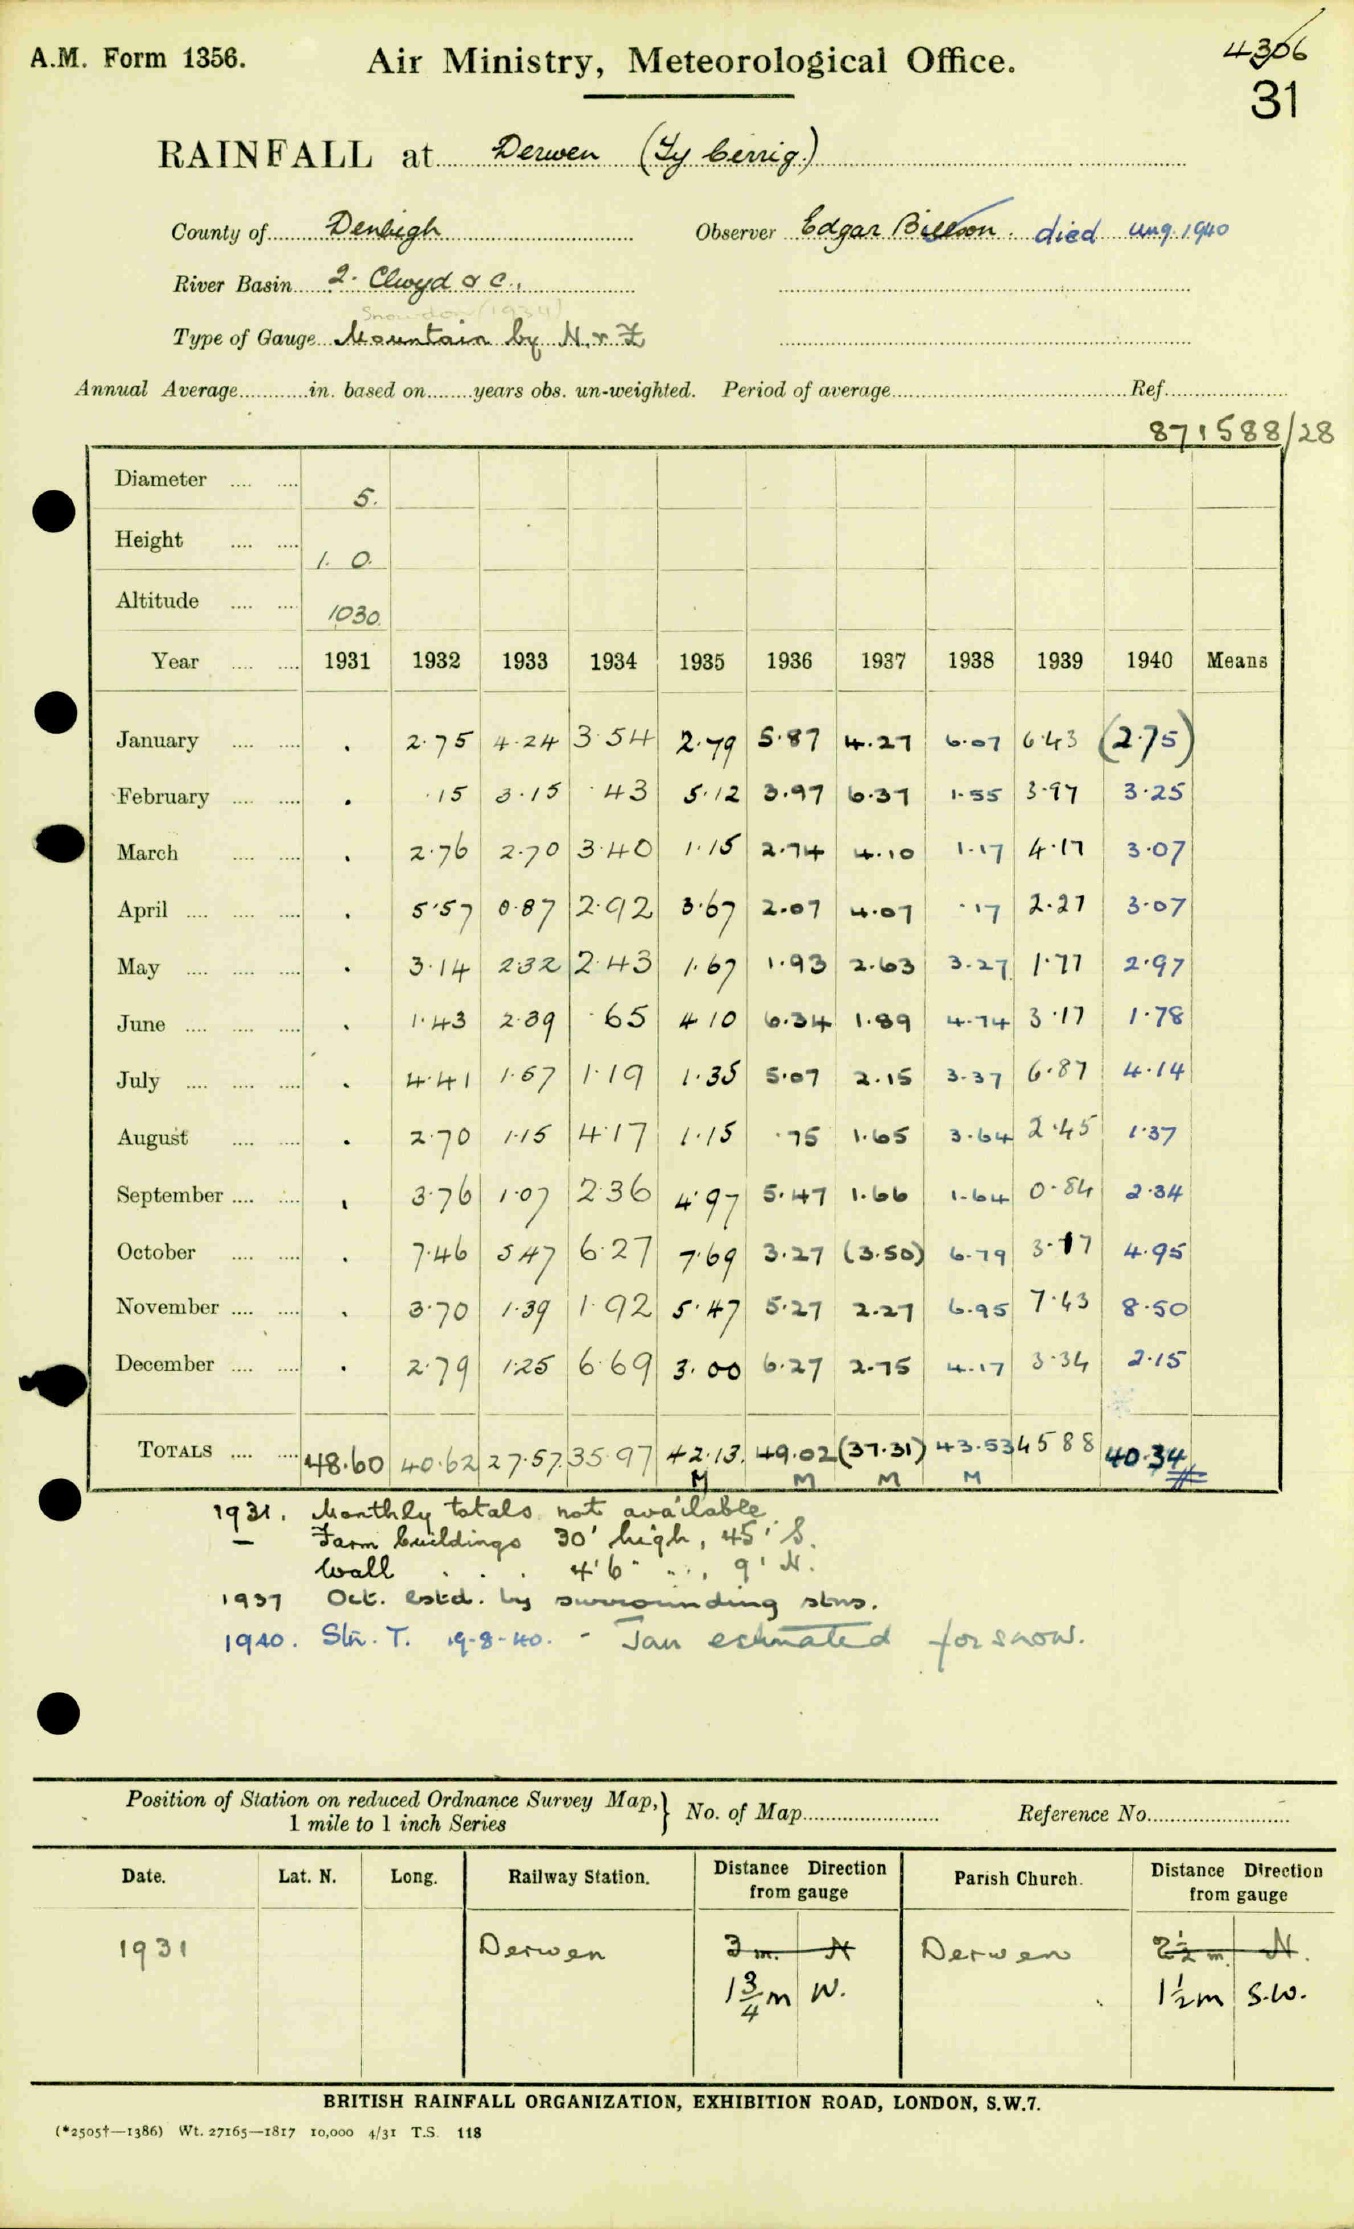 A.M. Form 1356. Air Ministry, Meteorological Office. 4306
31
RAINFALL at Derwen (Ty Cerrig.)
County of Denbigh Observer Edgar died Aug. 1940
River Basin 2. Clwyd & C.,
Snowdon (1934)
Type of Gauge Mountain by N. & Z
Annual Average in. based on years obs. un-weighted. Period of average Ref.
871588/28
Diameter 5.
Height 1. 0.
Altitude 1030.
Year 1931 1932 1933 1934 1935 1936 1937 1938 1939 1940 Means
January . 2.75 4.24 3.54 2.79 5.87 4.27 6.07 6.43 (2.75)
February . .15 3.15 .43 5.12 3.97 6.37 1.55 3.97 3.25
March . 2.76 2.70 3.40 1.15 2.74 4.10 1.17 4.17 3.07
April . 5.57 0.87 2.92 3.67 2.07 4.07 .17 2.27 3.07
May . 3.14 2.32 2.43 1.67 1.93 2.63 3.27 1.77 2.97
June . 1.43 2.39 .65 4 10 6.34 1.89 4.74 3.17 1.78
July . 4.41 1.57 1.19 1.35 5.07 2.15 3.37 6.87 4.14
August . 2.70 1.15 4.17 1.15 .75 1.65 3.64 2.45 1.37
September . 3.76 1.07 2.36 4.97 5.47 1.66 1.64 0.84 2.34
October . 7.46 5.47 6.27 7.69 3.27 (3.50) 6.79 3.17 4.95
November . 3.70 1.39 1.92 5.47 5.27 2.27 6.95 7.43 8.50
December . 2.79 1.25 6.69 3.00 6.27 2.75 4.17 3.34 2.15
TOTALS 48.60 40.62 27.57 35.97 42.13 49.02 (37.31) 43.53 45 88 40.34
M M M M
1931. Monthly totals not available.
— Farm buildings 30' high, 45' S.
Wall . . . 4'6" ..., 9' N.
1937 Oct. estd. by surrounding stns.
1940. Stn. T. 19-8-40. - Jan estimated for snow.
Position of Station on reduced Ordnance Survey Map, 1 mile to 1 inch Series } No. of Map Reference No.
Date. Lat. N. Long. Railway Station. Distance Direction from gauge Parish Church. Distance Direction from gauge
1931 Derwen 3 m. N Derwen 2½ m. N.
1¾ m W. 1½ m S.W.
BRITISH RAINFALL ORGANIZATION, EXHIBITION ROAD, LONDON, S.W.7.
(*2505†—1386) Wt. 27165—1817 10,000 4/31 T.S. 118